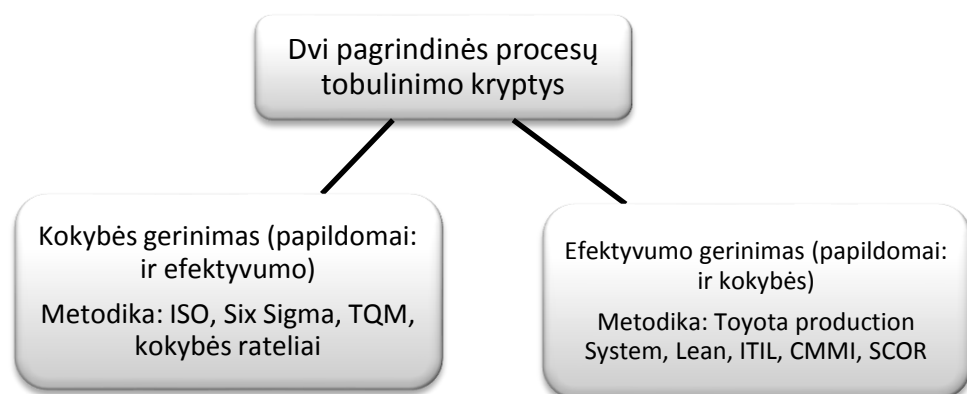 Dvi pagrindinės procesų
tobulinimo kryptys
Kokybės gerinimas (papildomai:
ir efektyvumo)
Metodika: ISO, Six Sigma, TQM,
kokybės rateliai
Efektyvumo gerinimas (papildomai:
ir kokybės)
Metodika: Toyota production
System, Lean, ITIL, CMMI, SCOR